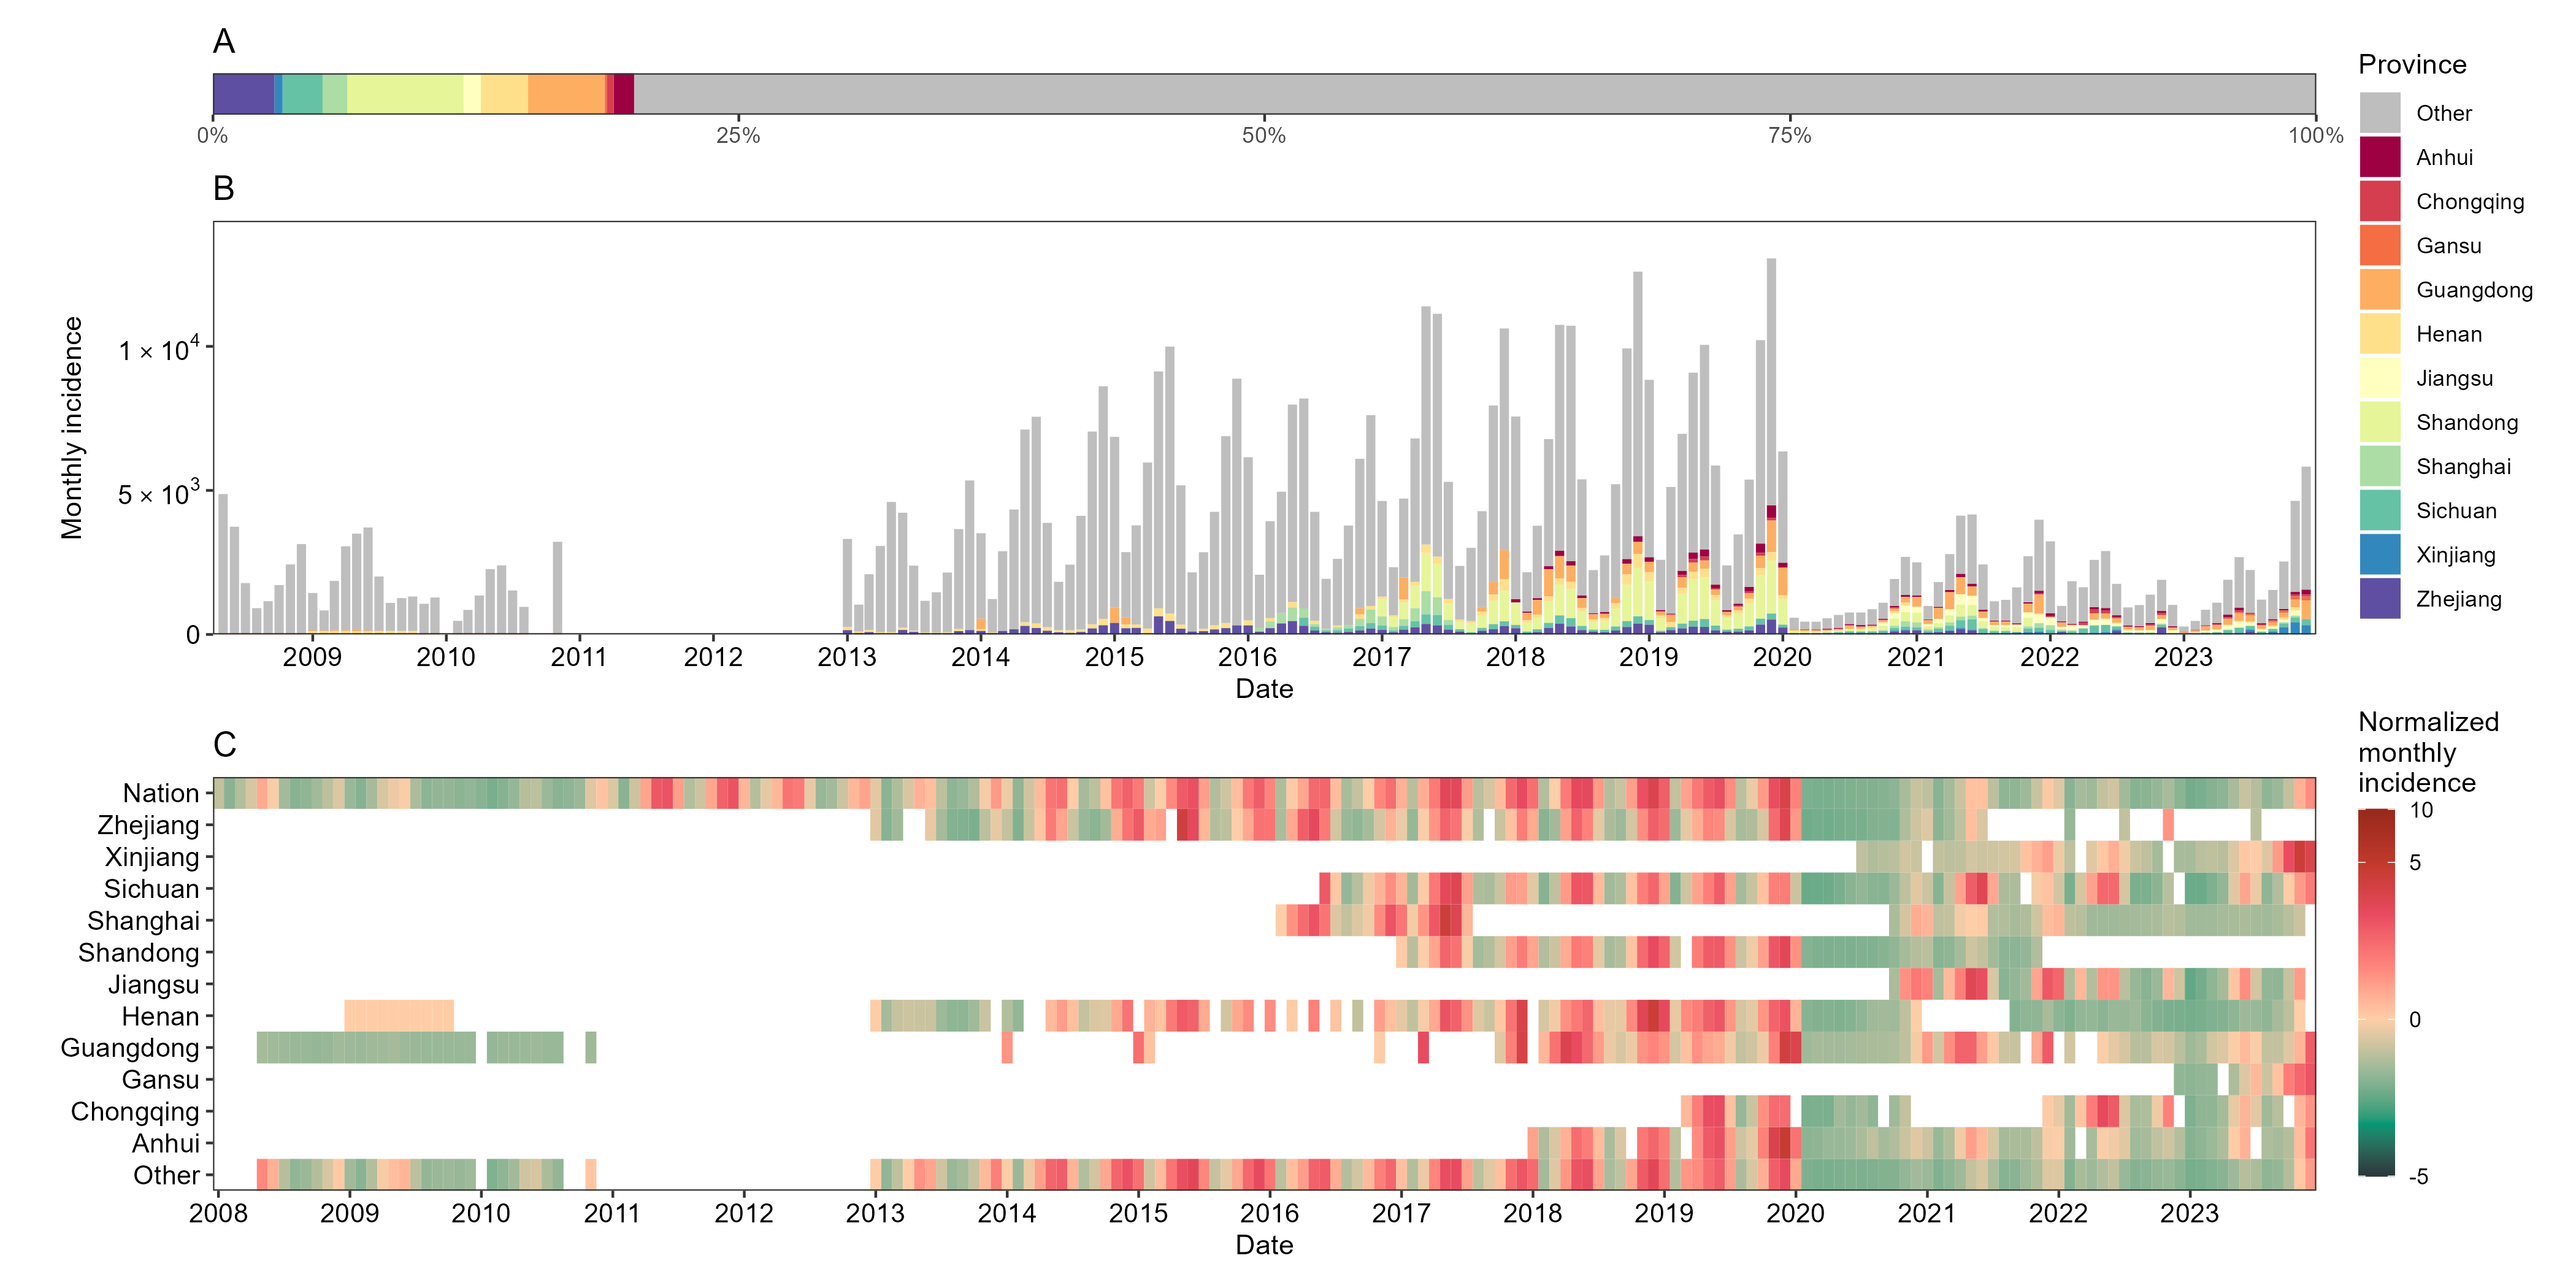 A
0%
25%
50%
75%
100%
B
Monthly incidence
1 × 10⁴
5 × 10³
0
2009
2010
2011
2012
2013
2014
2015
2016
2017
2018
2019
2020
2021
2022
2023
Date
Province
Other
Anhui
Chongqing
Gansu
Guangdong
Henan
Jiangsu
Shandong
Shanghai
Sichuan
Xinjiang
Zhejiang
C
Nation
Zhejiang
Xinjiang
Sichuan
Shanghai
Shandong
Jiangsu
Henan
Guangdong
Gansu
Chongqing
Anhui
Other
2008
2009
2010
2011
2012
2013
2014
2015
2016
2017
2018
2019
2020
2021
2022
2023
Date
Normalized
monthly
incidence
10
5
0
-5